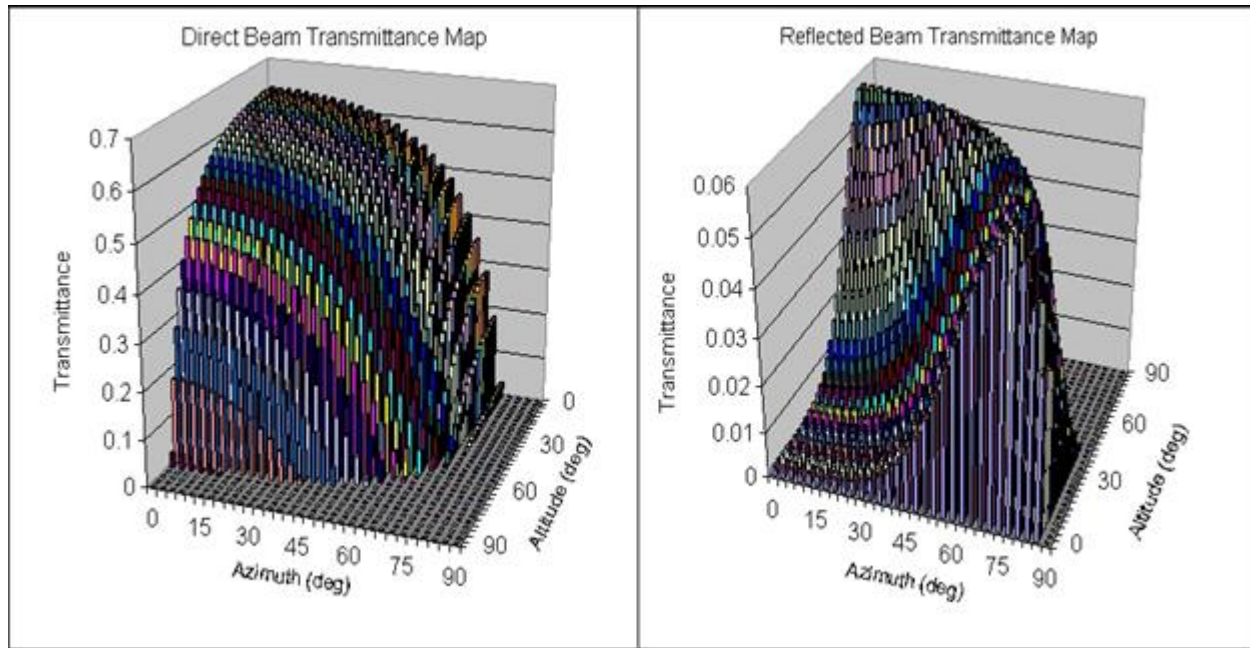 Direct Beam Transmittance Map
0.7
0.6
0.5
0.4
0.3
0.2
0.1
0
Transmittance
0 15 30 45 60 75 90
Azimuth (deg)
0
30
60
90
Altitude (deg)
Reflected Beam Transmittance Map
0.06
0.05
0.04
0.03
0.02
0.01
0
Transmittance
0 15 30 45 60 75 90
Azimuth (deg)
90
60
30
0
Altitude (deg)